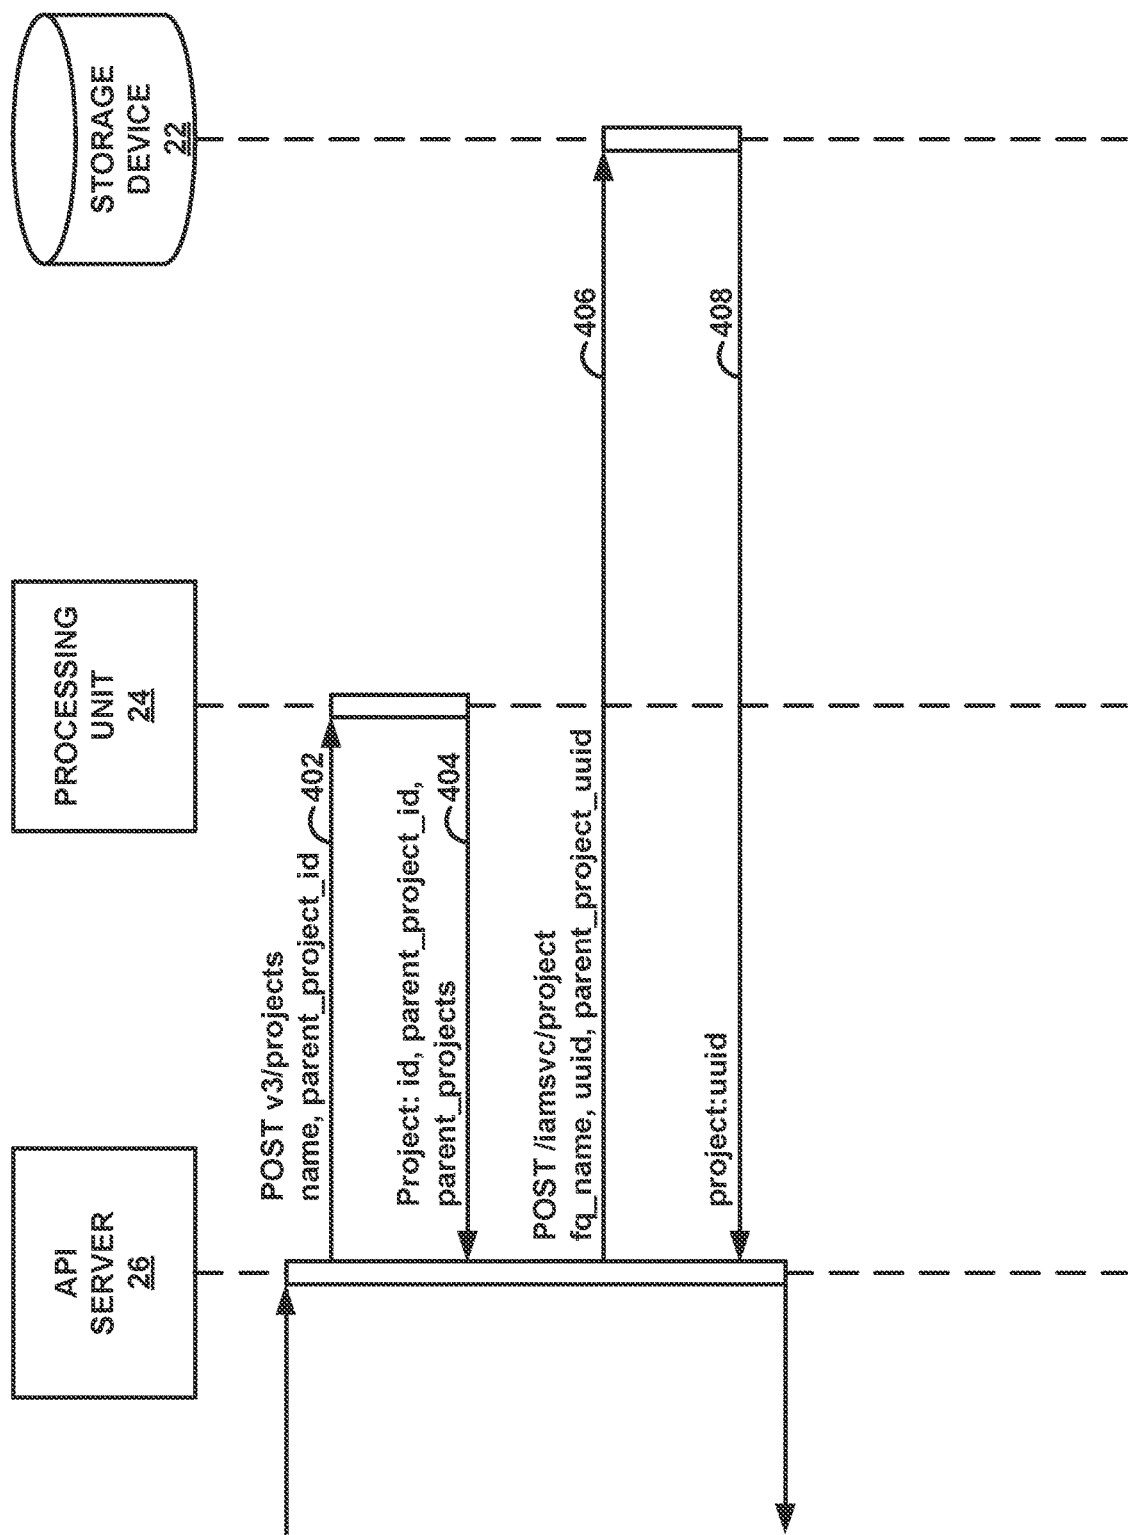 API
SERVER
26
PROCESSING
UNIT
24
STORAGE
DEVICE
22
POST v3/projects
name, parent_project_id
402
Project: id, parent_project_id,
parent_projects
404
POST /iamsvc/project
fq_name, uuid, parent_project_uuid
406
project:uuid
408